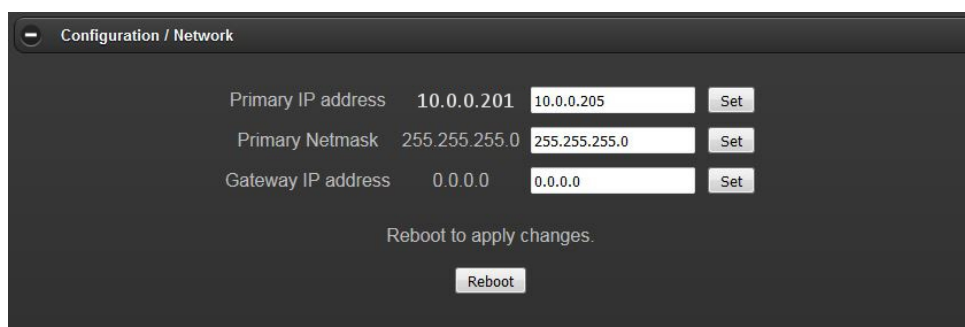 Configuration / Network
Primary IP address 10.0.0.201 10.0.0.205 Set
Primary Netmask 255.255.255.0 255.255.255.0 Set
Gateway IP address 0.0.0.0 0.0.0.0 Set
Reboot to apply changes.
Reboot